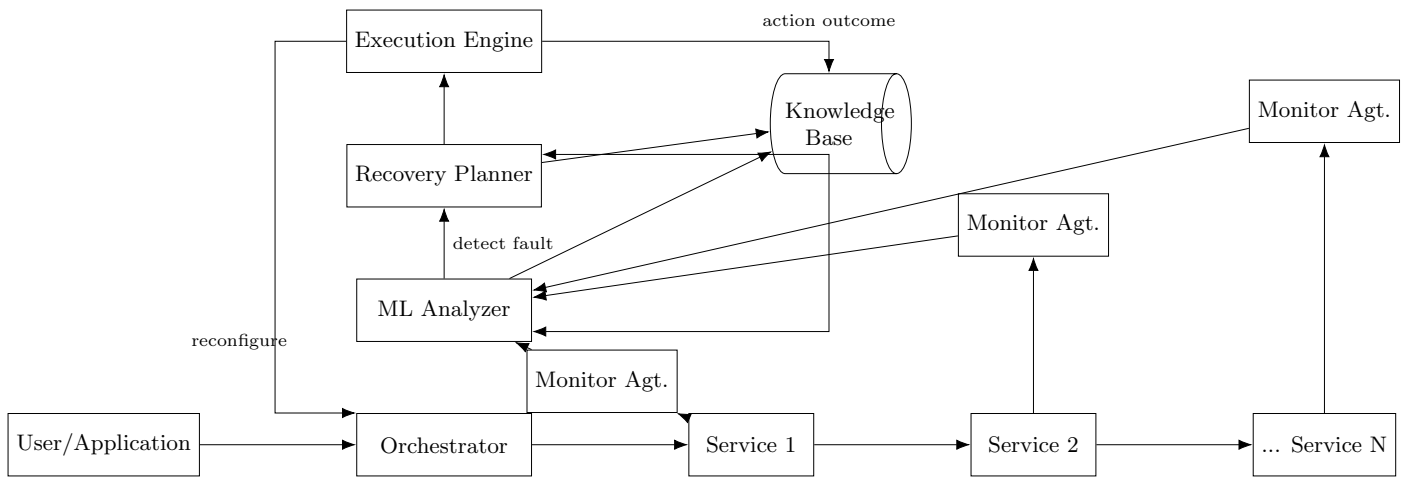 action outcome
Execution Engine
Knowledge
Base
Monitor Agt.
Recovery Planner
Monitor Agt.
detect fault
ML Analyzer
reconfigure
Monitor Agt.
User/Application
Orchestrator
Service 1
Service 2
... Service N